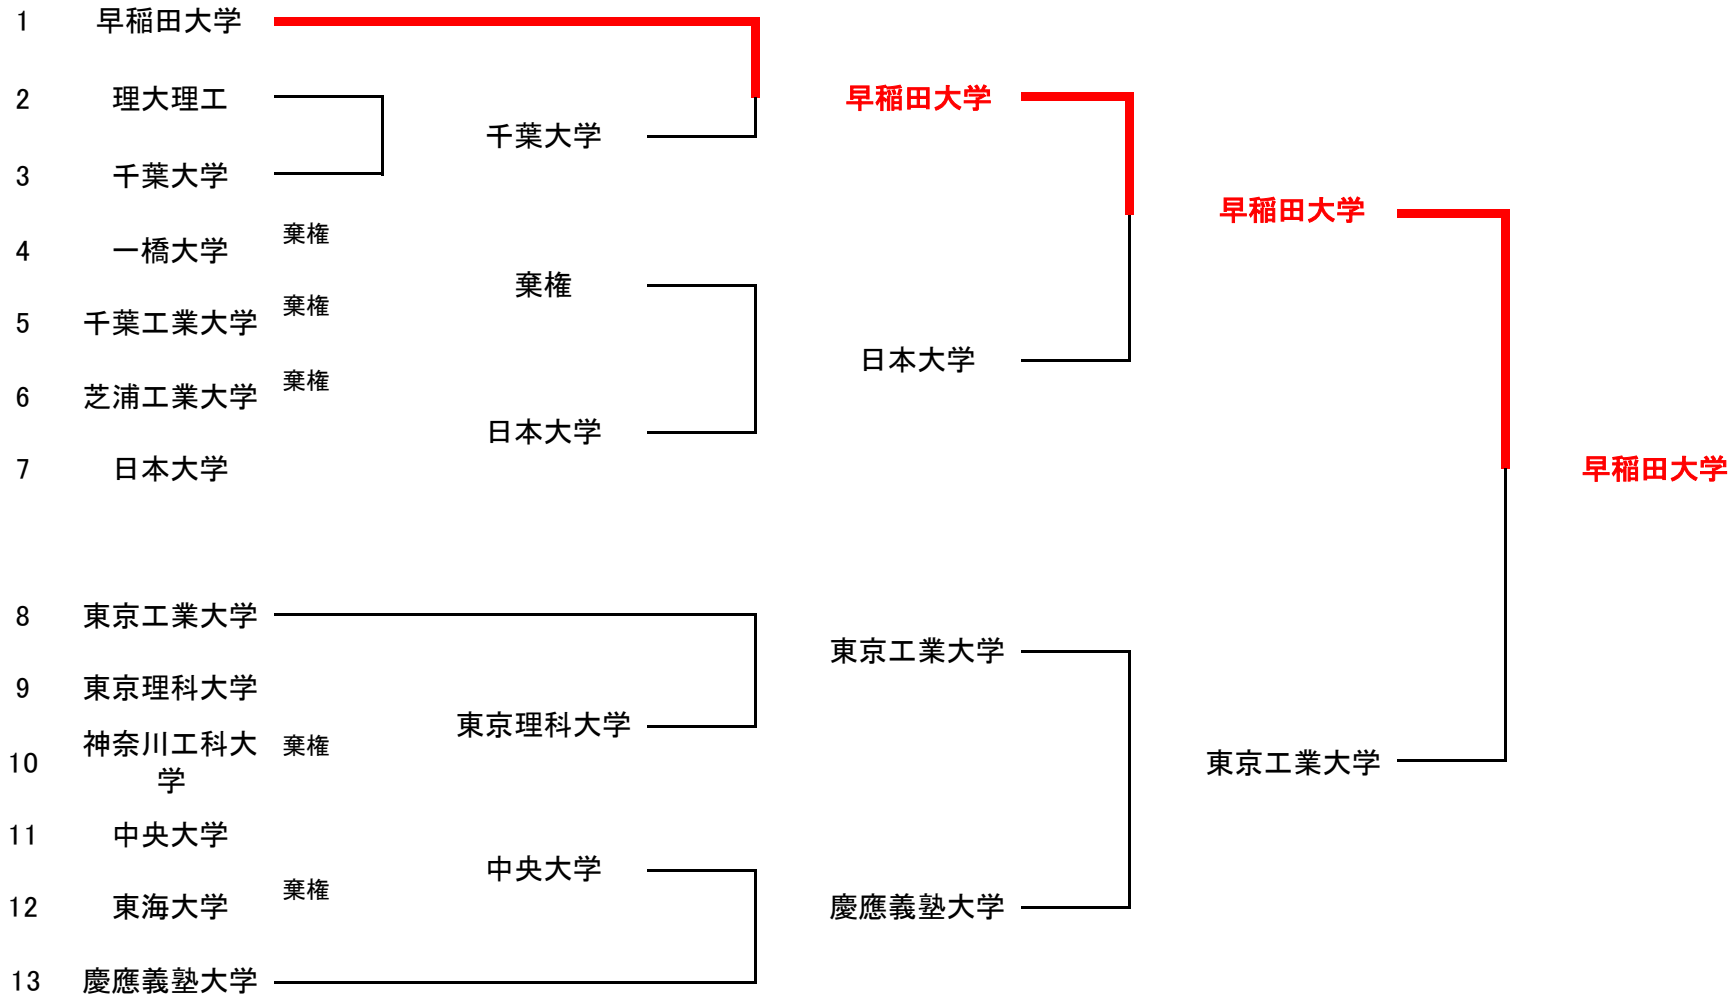 1 早稲田大学
2 理大理工 早稲田大学
千葉大学
3 千葉大学
早稲田大学
棄権
4 一橋大学
棄権
棄権
5 千葉工業大学
日本大学
棄権
6 芝浦工業大学
日本大学
7 日本大学 早稲田大学
8 東京工業大学
東京工業大学
9 東京理科大学
東京理科大学
神奈川工科大 棄権
10 東京工業大学
学
11 中央大学
中央大学
棄権
12 東海大学 慶應義塾大学
13 慶應義塾大学